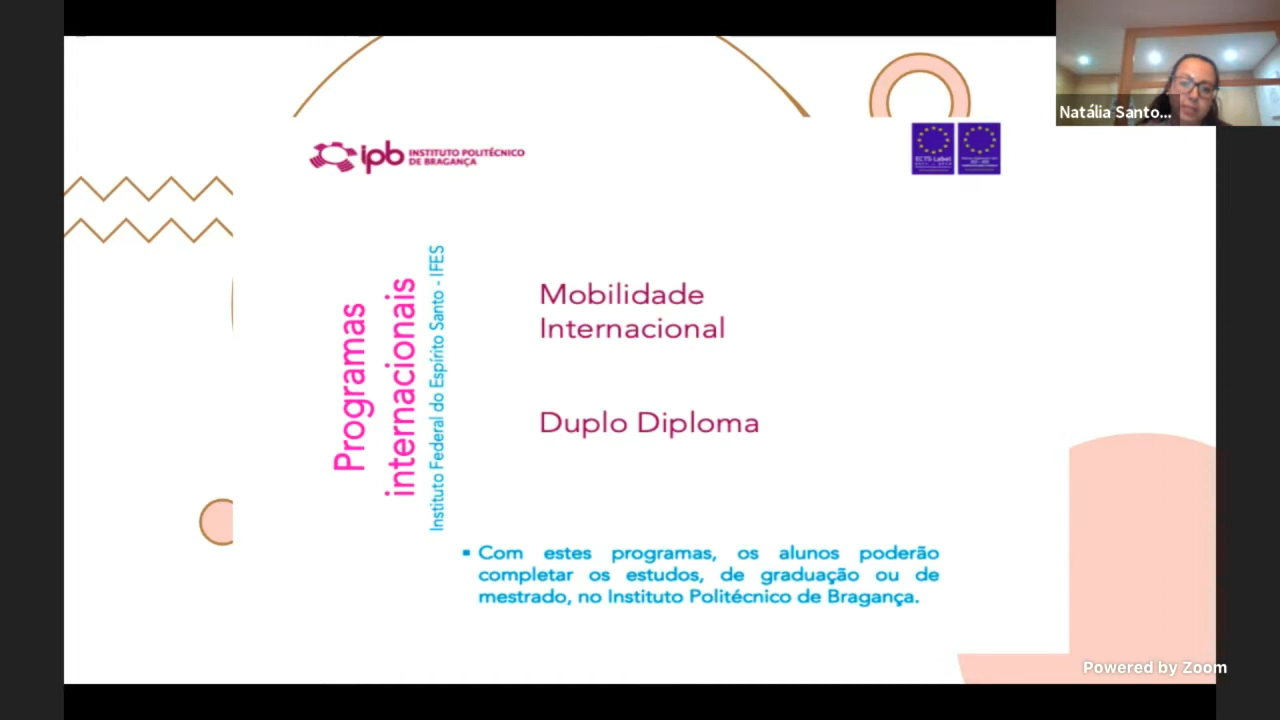 Natália Santo...
ipb INSTITUTO POLITÉCNICO
DE BRAGANÇA
ECTS Label
Programas
internacionais
Instituto Federal do Espírito Santo - IFES
Mobilidade
Internacional
Duplo Diploma
▪ Com estes programas, os alunos poderão
completar os estudos, de graduação ou de
mestrado, no Instituto Politécnico de Bragança.
Powered by Zoom